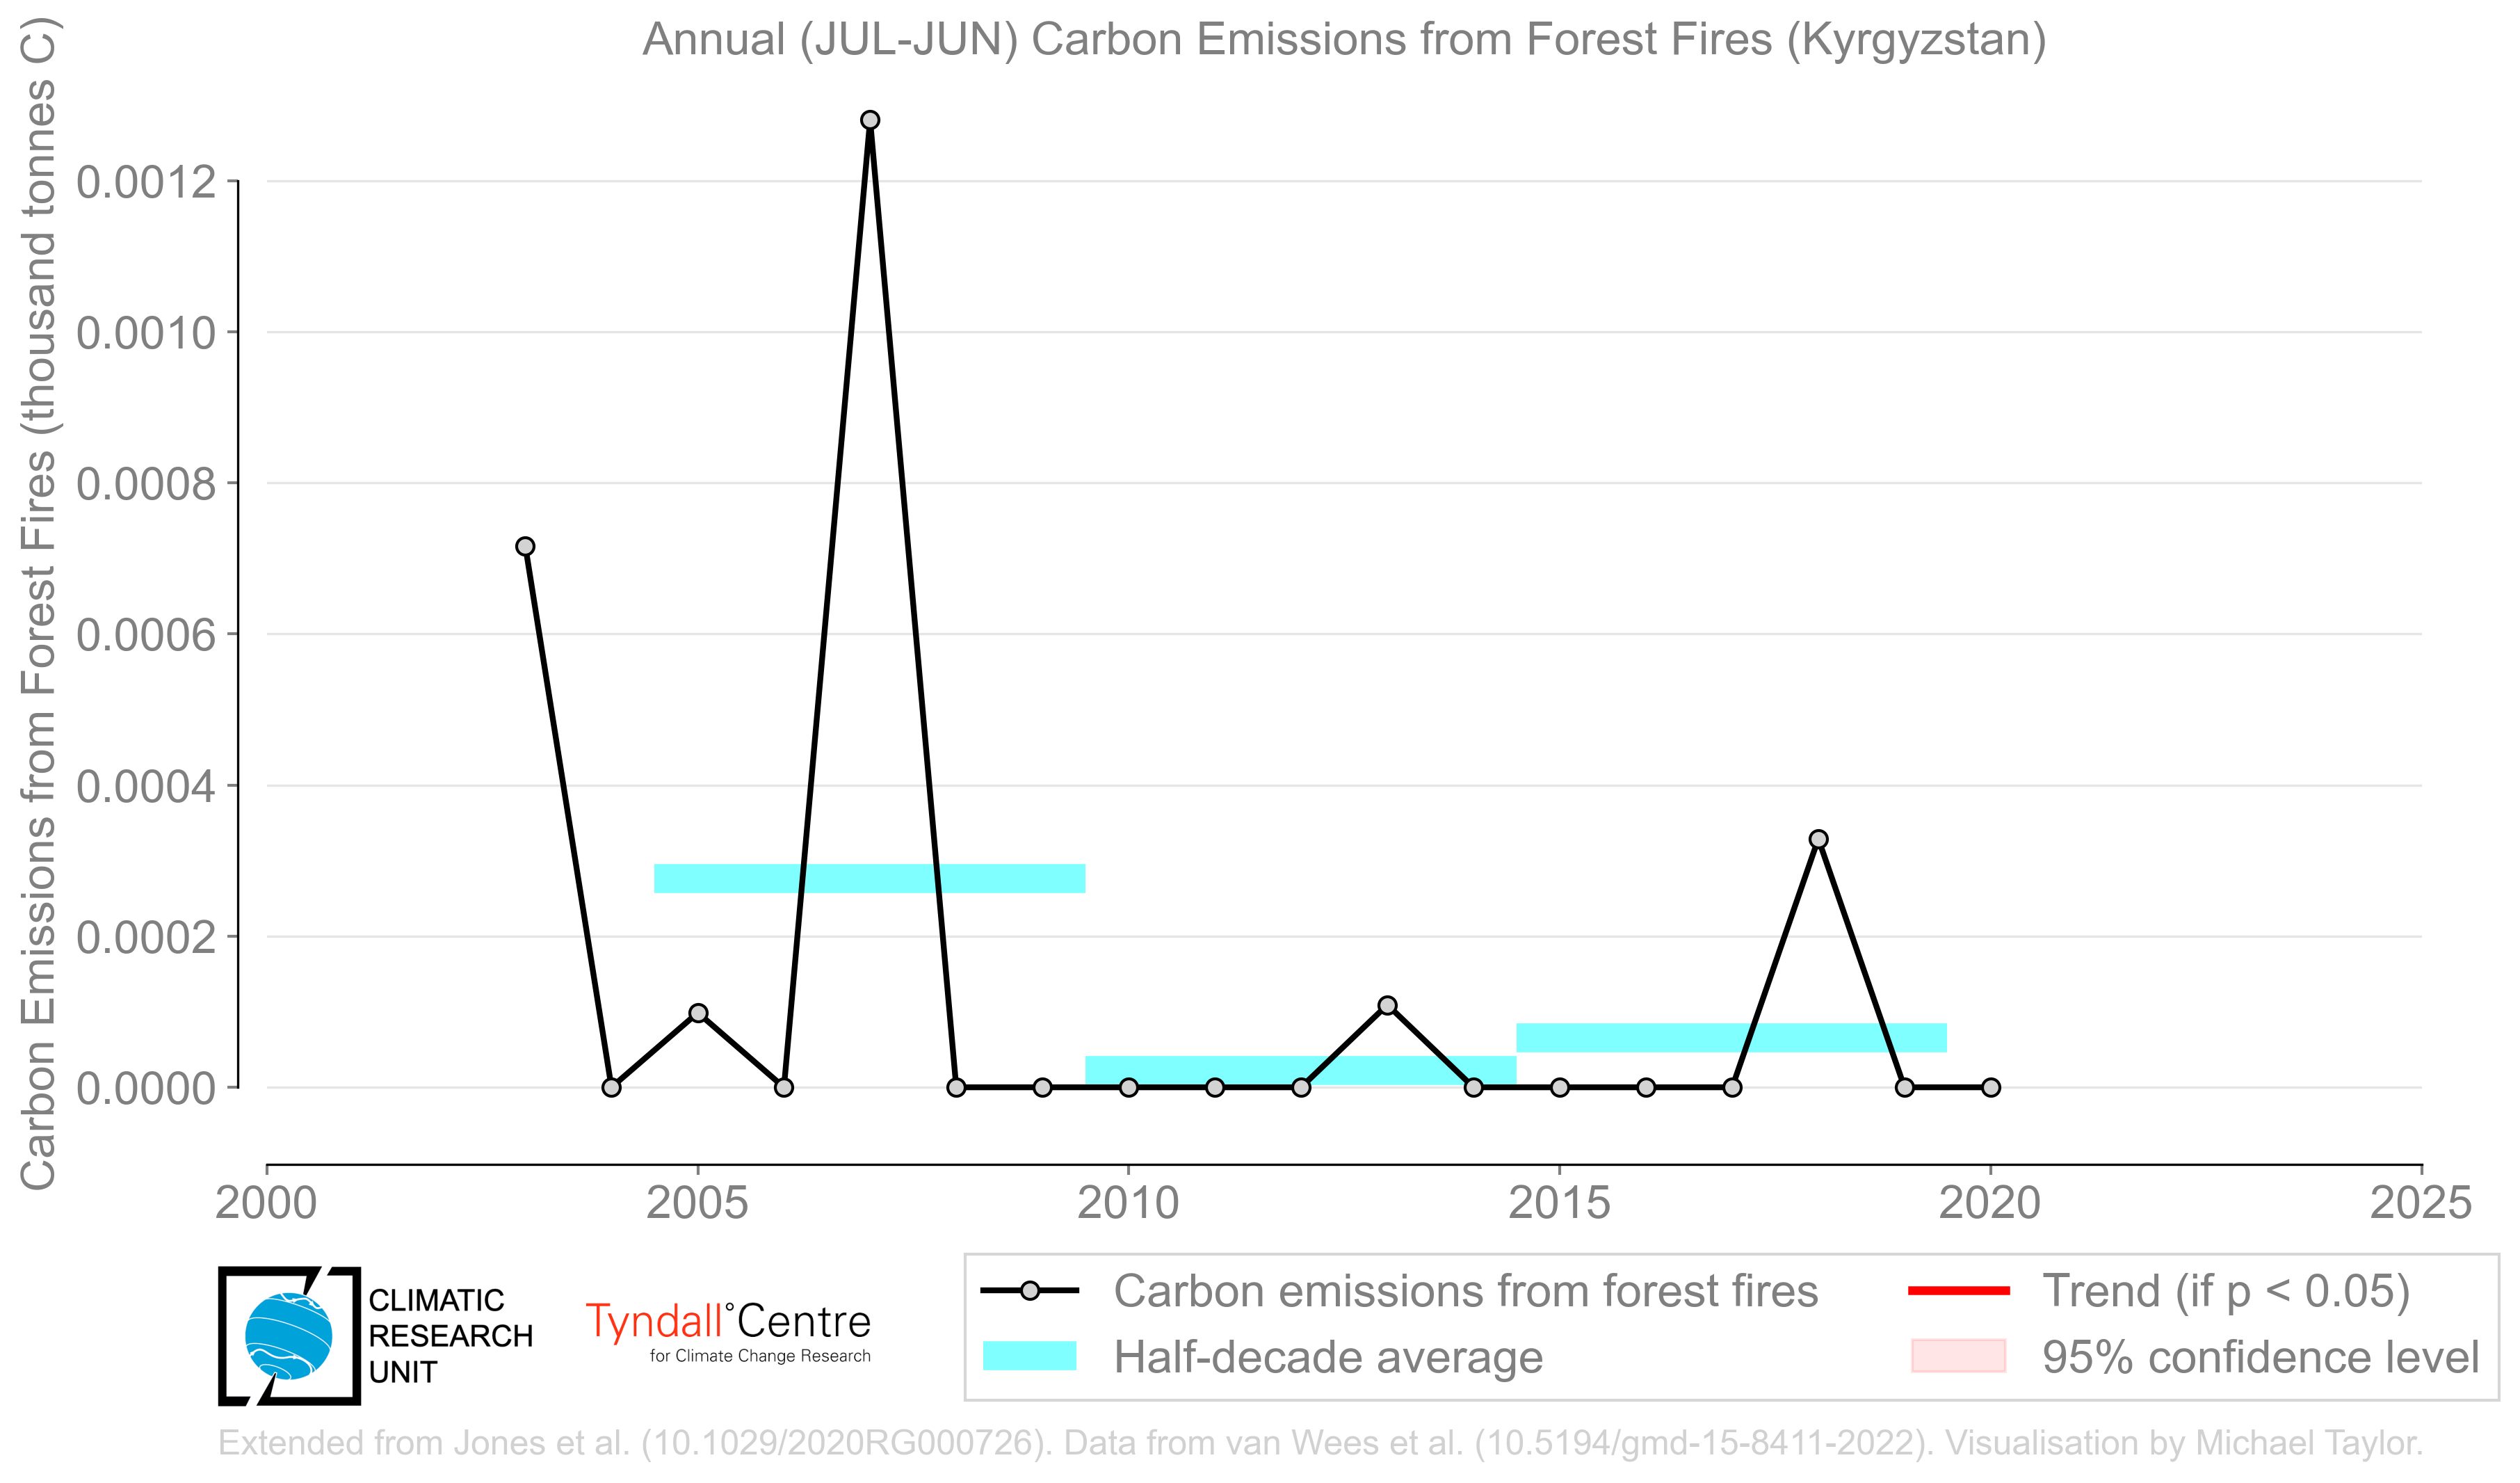 Annual (JUL-JUN) Carbon Emissions from Forest Fires (Kyrgyzstan)
Carbon Emissions from Forest Fires (thousand tonnes C)
0.0012
0.0010
0.0008
0.0006
0.0004
0.0002
0.0000
2000 2005 2010 2015 2020 2025
CLIMATIC
RESEARCH
UNIT
Tyndall°Centre
for Climate Change Research
Carbon emissions from forest fires
Half-decade average
Trend (if p < 0.05)
95% confidence level
Extended from Jones et al. (10.1029/2020RG000726). Data from van Wees et al. (10.5194/gmd-15-8411-2022). Visualisation by Michael Taylor.